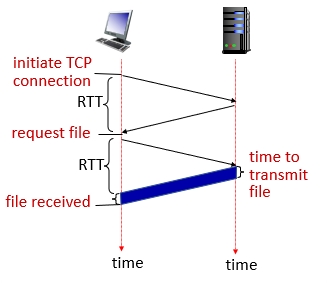 initiate TCP
connection
RTT
request file
RTT
time to
transmit
file
file received
time
time